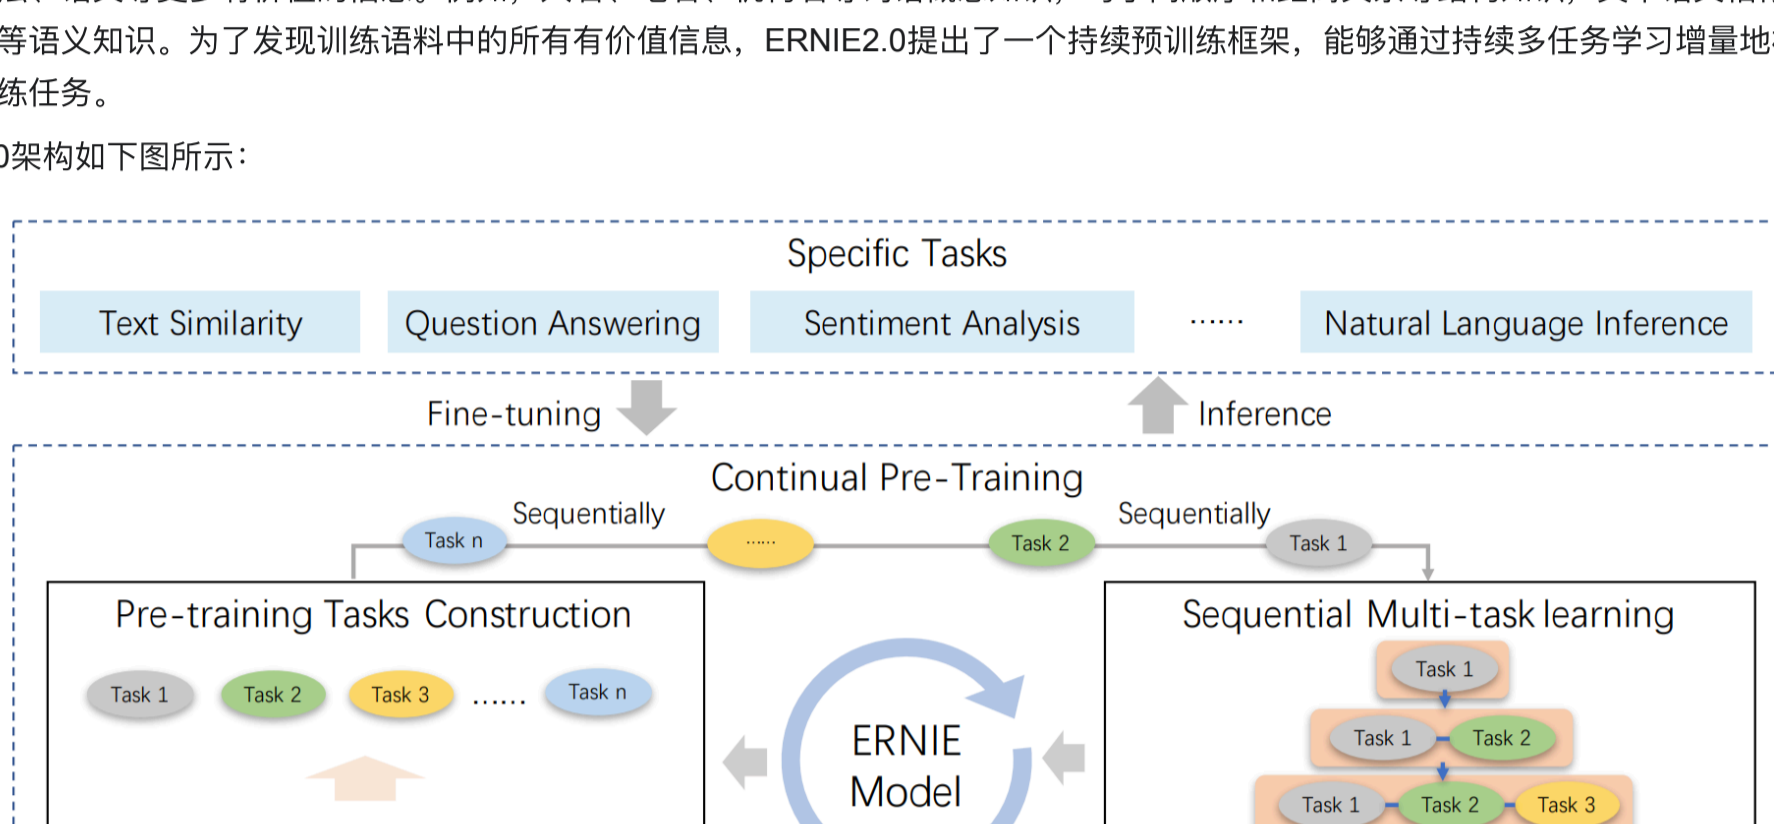 等语义知识。为了发现训练语料中的所有有价值信息，ERNIE2.0提出了一个持续预训练框架，能够通过持续多任务学习增量地
练任务。
0架构如下图所示：
Specific Tasks
Text Similarity
Question Answering
Sentiment Analysis
······
Natural Language Inference
Fine-tuning
Inference
Continual Pre-Training
Sequentially
Sequentially
Task n
······
Task 2
Task 1
Pre-training Tasks Construction
Sequential Multi-task learning
Task 1
Task 2
Task 3
······
Task n
ERNIE
Model
Task 1
Task 1
Task 2
Task 1
Task 2
Task 3